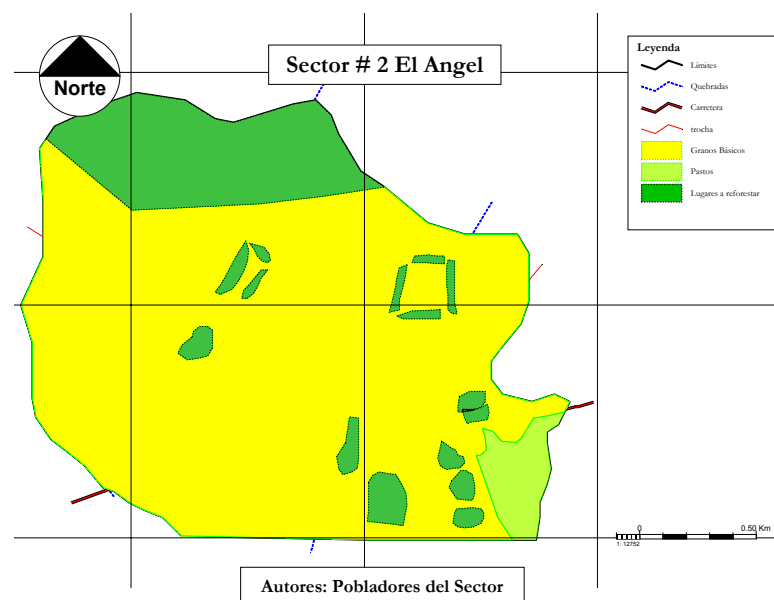 Sector # 2 El Angel
Norte
Leyenda
Limites
Quebradas
Carretera
trocha
Granos Básicos
Pastos
Lugares a reforestar
0 0.50 Km
1: 12752
Autores: Pobladores del Sector